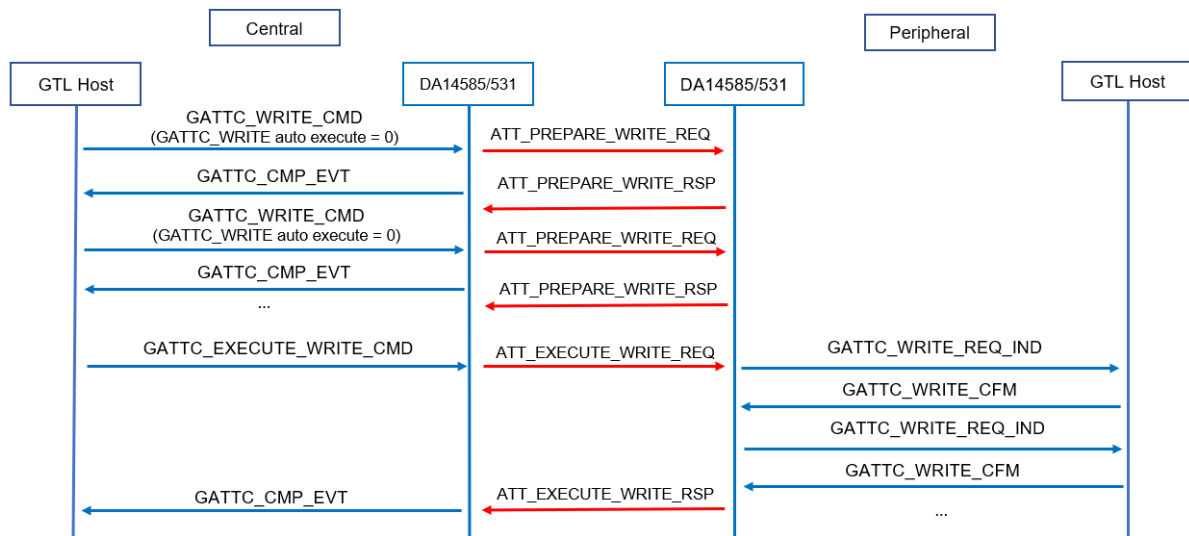 Central
Peripheral
GTL Host
DA14585/531
DA14585/531
GTL Host
GATTC_WRITE_CMD
(GATTC_WRITE auto execute = 0)
ATT_PREPARE_WRITE_REQ
GATTC_CMP_EVT
ATT_PREPARE_WRITE_RSP
GATTC_WRITE_CMD
(GATTC_WRITE auto execute = 0)
ATT_PREPARE_WRITE_REQ
GATTC_CMP_EVT
ATT_PREPARE_WRITE_RSP
...
GATTC_EXECUTE_WRITE_CMD
ATT_EXECUTE_WRITE_REQ
GATTC_WRITE_REQ_IND
GATTC_WRITE_CFM
GATTC_WRITE_REQ_IND
GATTC_WRITE_CFM
GATTC_CMP_EVT
ATT_EXECUTE_WRITE_RSP
...